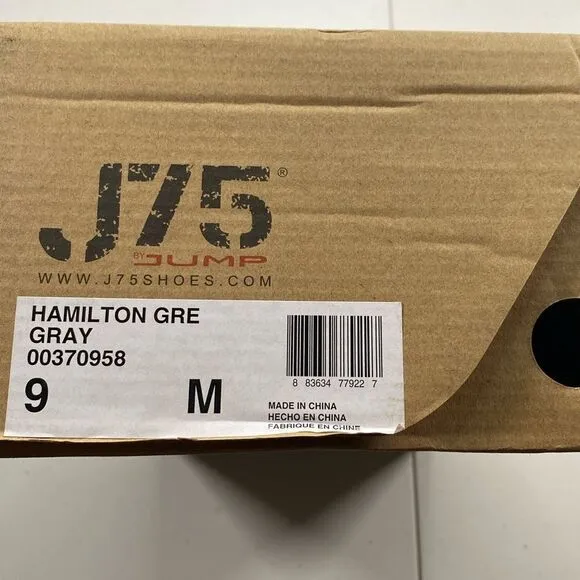 J75®
BY JUMP
WWW.J75SHOES.COM
HAMILTON GRE
GRAY
00370958
9 M
8 83634 77922 7
MADE IN CHINA
HECHO EN CHINA
FABRIQUE EN CHINE